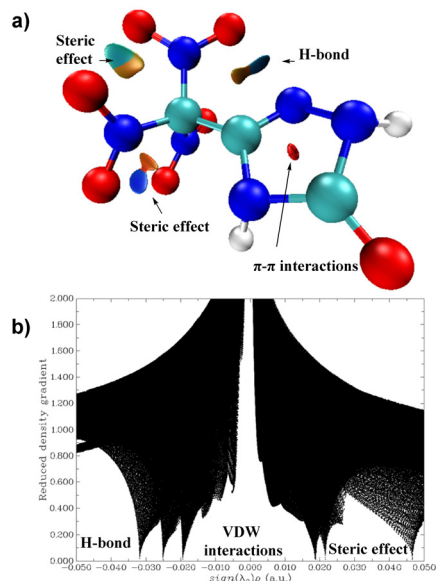 a)
Steric
effect
H-bond
Steric effect
π-π interactions
b)
Reduced density gradient
2.000
1.800
1.600
1.400
1.200
1.000
0.800
0.600
0.400
0.200
0.000
H-bond
VDW
interactions
Steric effect
−0.050 −0.040 −0.030 −0.020 −0.010 0.000 0.010 0.020 0.030 0.040 0.050
sign(λ₂)ρ (a.u.)